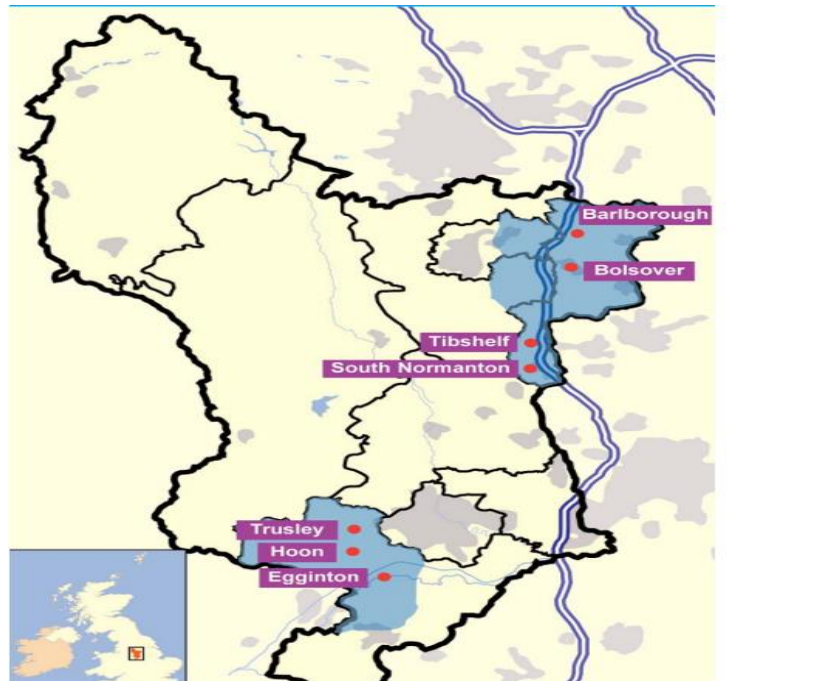 Barlborough
Bolsover
Tibshelf
South Normanton
Trusley
Hoon
Egginton